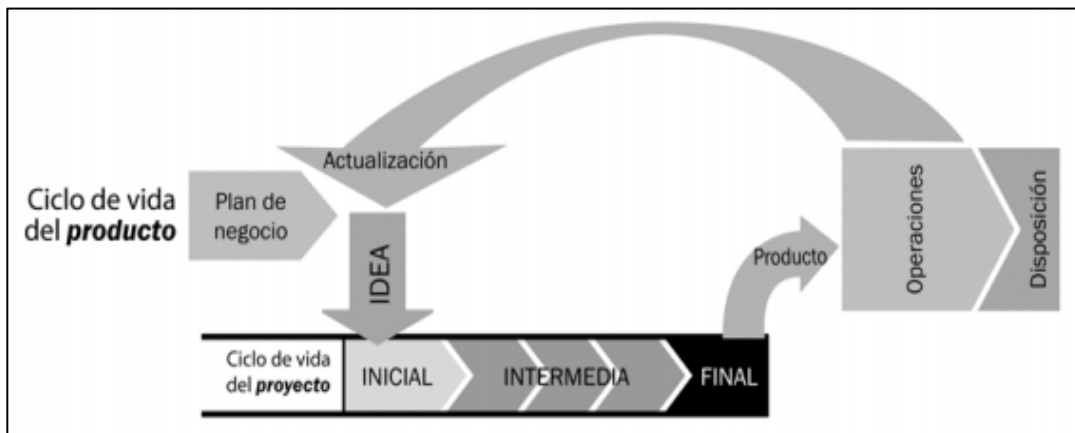 Actualización
Ciclo de vida
del producto
Plan de
negocio
IDEA
Producto
Operaciones
Disposición
Ciclo de vida
del proyecto
INICIAL
INTERMEDIA
FINAL